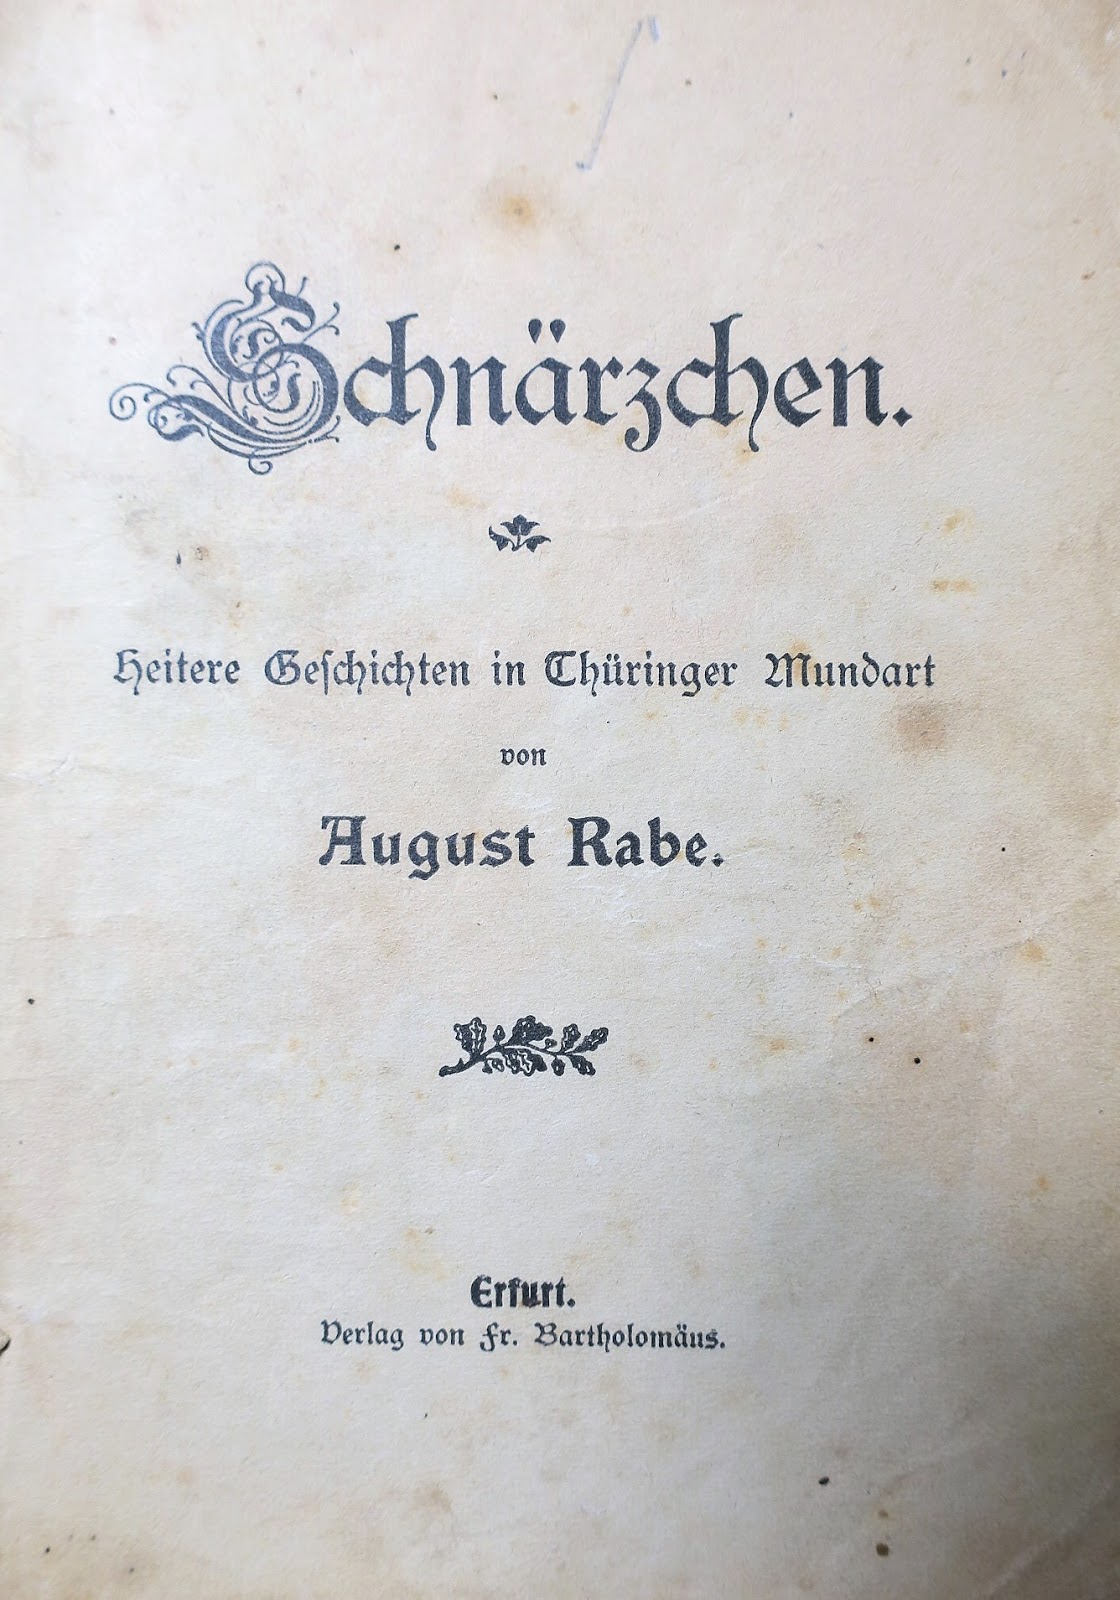 Schnärzchen.
Heitere Geschichten in Thüringer Mundart
von
August Rabe.
Erfurt.
Verlag von Fr. Bartholomäus.